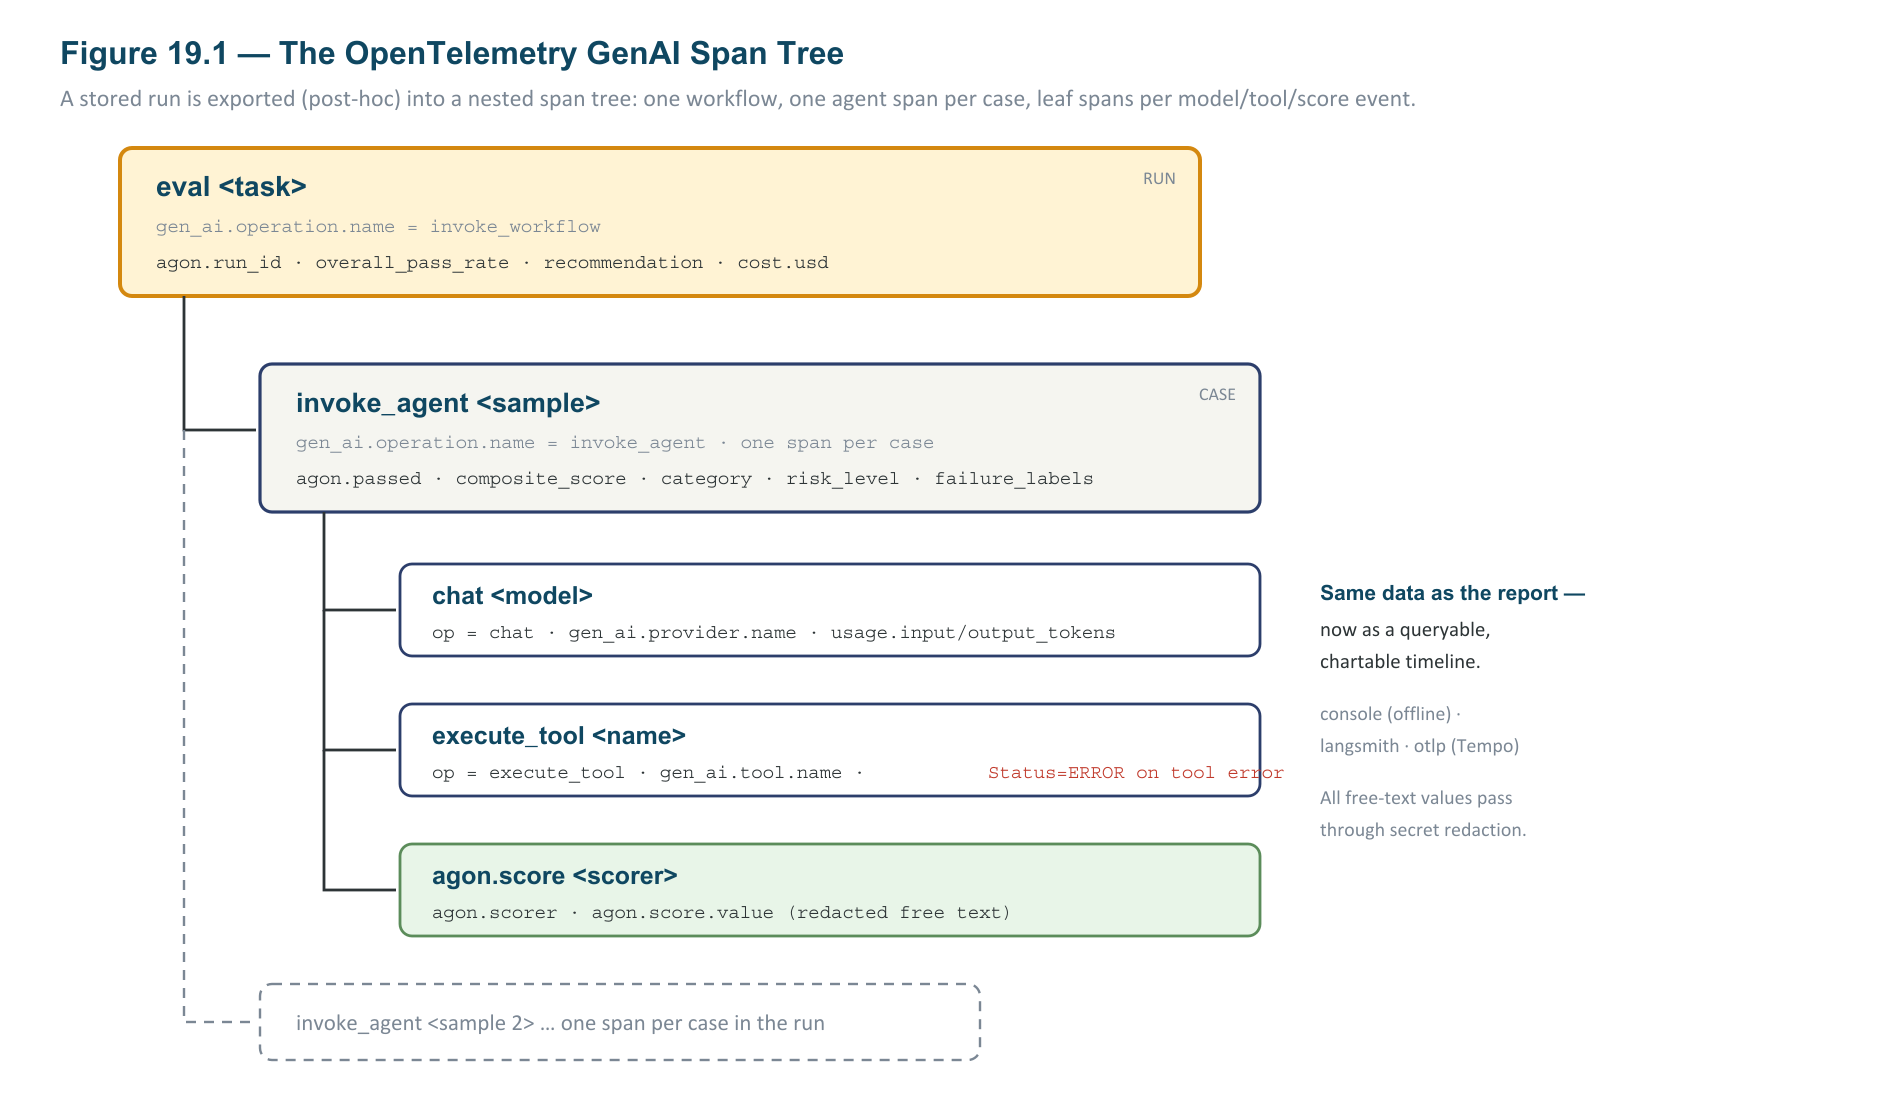 Figure 19.1 — The OpenTelemetry GenAI Span Tree
A stored run is exported (post-hoc) into a nested span tree: one workflow, one agent span per case, leaf spans per model/tool/score event.
eval <task>
RUN
gen_ai.operation.name = invoke_workflow
agon.run_id · overall_pass_rate · recommendation · cost.usd
invoke_agent <sample>
CASE
gen_ai.operation.name = invoke_agent · one span per case
agon.passed · composite_score · category · risk_level · failure_labels
chat <model>
op = chat · gen_ai.provider.name · usage.input/output_tokens
execute_tool <name>
op = execute_tool · gen_ai.tool.name · Status=ERROR on tool error
agon.score <scorer>
agon.scorer · agon.score.value (redacted free text)
invoke_agent <sample 2> … one span per case in the run
Same data as the report —
now as a queryable,
chartable timeline.
console (offline) ·
langsmith · otlp (Tempo)
All free-text values pass
through secret redaction.